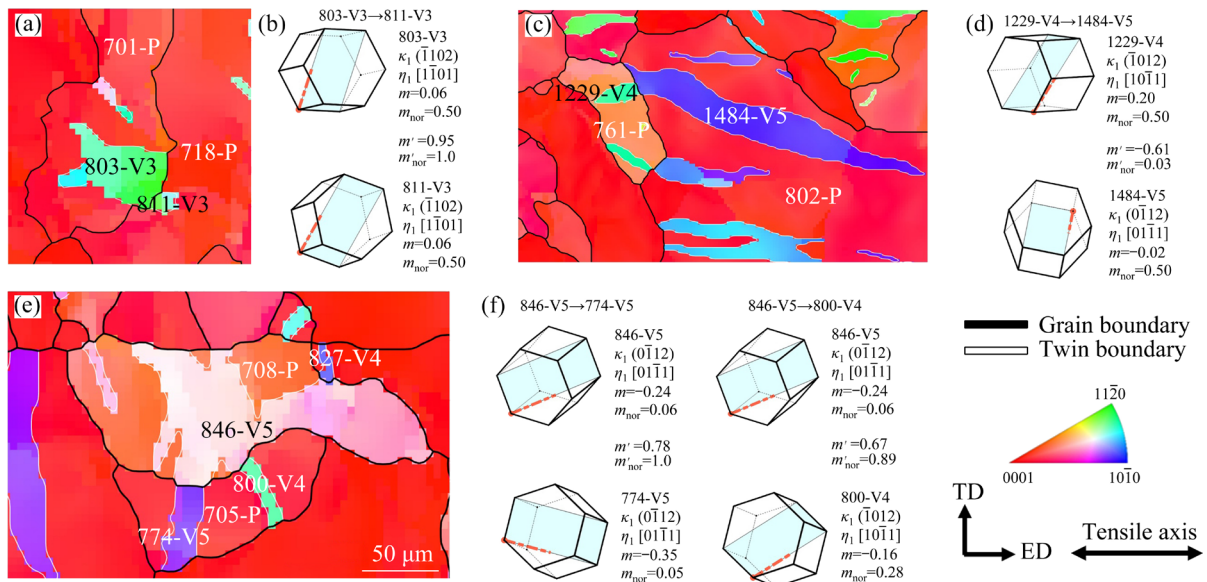 (a)
701-P
718-P
803-V3
811-V3
(b)
803-V3→811-V3
803-V3
κ₁ (1̄102)
η₁ [11̄01]
m=0.06
mₙₒᵣ=0.50
m′=0.95
m′ₙₒᵣ=1.0
811-V3
κ₁ (1̄102)
η₁ [11̄01]
m=0.06
mₙₒᵣ=0.50
(c)
1229-V4
1484-V5
761-P
802-P
(d)
1229-V4→1484-V5
1229-V4
κ₁ (1̄012)
η₁ [101̄1]
m=0.20
mₙₒᵣ=0.50
m′=−0.61
m′ₙₒᵣ=0.03
1484-V5
κ₁ (01̄12)
η₁ [011̄1]
m=−0.02
mₙₒᵣ=0.50
(e)
708-P
827-V4
846-V5
800-V4
705-P
774-V5
50 μm
(f)
846-V5→774-V5
846-V5
κ₁ (01̄12)
η₁ [011̄1]
m=−0.24
mₙₒᵣ=0.06
m′=0.78
m′ₙₒᵣ=1.0
774-V5
κ₁ (01̄12)
η₁ [011̄1]
m=−0.35
mₙₒᵣ=0.05
846-V5→800-V4
846-V5
κ₁ (01̄12)
η₁ [011̄1]
m=−0.24
mₙₒᵣ=0.06
m′=0.67
m′ₙₒᵣ=0.89
800-V4
κ₁ (1̄012)
η₁ [101̄1]
m=−0.16
mₙₒᵣ=0.28
Grain boundary
Twin boundary
112̄0
0001
101̄0
TD
ED
Tensile axis